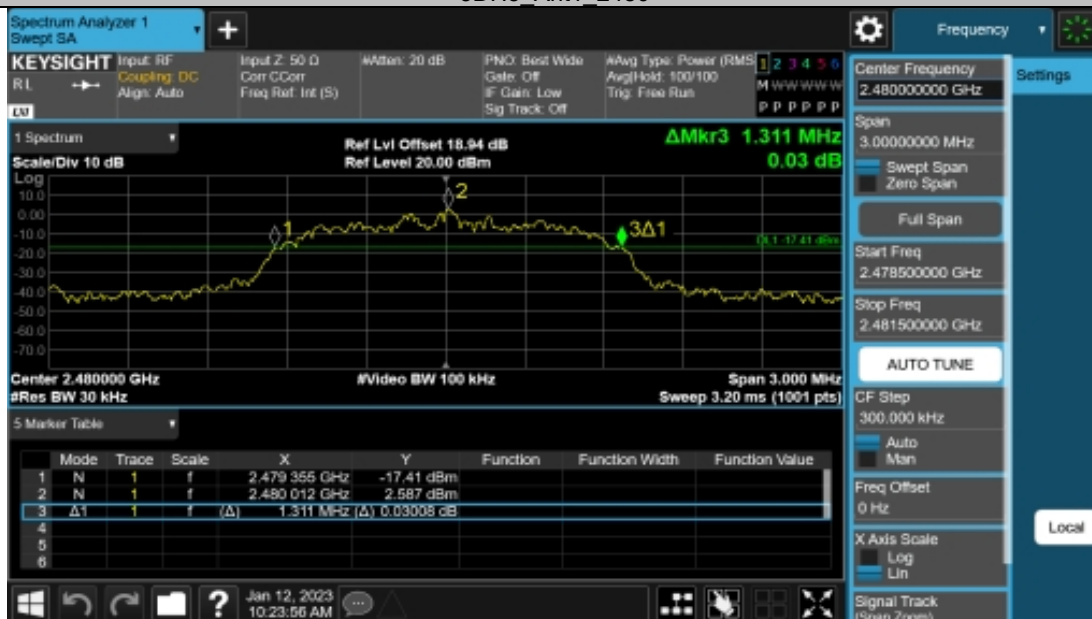 Spectrum Analyzer 1
Swept SA
Frequency
KEYSIGHT
RL
Input: RF
Coupling: DC
Align: Auto
Input Z: 50 Ω
Corr CCorr
Freq Ref: Int (S)
#Atten: 20 dB
PNO: Best Wide
Gate: Off
IF Gain: Low
Sig Track: Off
#Avg Type: Power (RMS
Avg|Hold: 100/100
Trig: Free Run
1 2 3 4 5 6
M W W W W W
P P P P P P
1 Spectrum
Scale/Div 10 dB
Ref Lvl Offset 18.94 dB
Ref Level 20.00 dBm
ΔMkr3 1.311 MHz
0.03 dB
Log
10.0
0.00
-10.0
-20.0
-30.0
-40.0
-50.0
-60.0
-70.0
1
2
3Δ1
DL1 -17.41 dBm
Center 2.480000 GHz
#Res BW 30 kHz
#Video BW 100 kHz
Span 3.000 MHz
Sweep 3.20 ms (1001 pts)
5 Marker Table
Mode Trace Scale X Y Function Function Width Function Value
1 N 1 f 2.479 355 GHz -17.41 dBm
2 N 1 f 2.480 012 GHz 2.587 dBm
3 Δ1 1 f (Δ) 1.311 MHz (Δ) 0.03008 dB
4
5
6
Jan 12, 2023
10:23:56 AM
Center Frequency
2.480000000 GHz
Settings
Span
3.00000000 MHz
Swept Span
Zero Span
Full Span
Start Freq
2.478500000 GHz
Stop Freq
2.481500000 GHz
AUTO TUNE
CF Step
300.000 kHz
Auto
Man
Freq Offset
0 Hz
X Axis Scale
Log
Lin
Local
Signal Track
(Span Zoom)